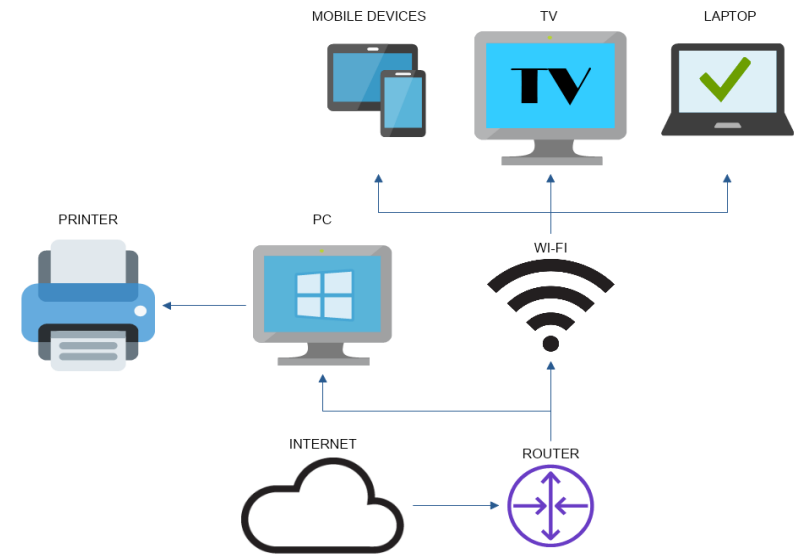 MOBILE DEVICES
TV
LAPTOP
TV
PRINTER
PC
WI-FI
INTERNET
ROUTER